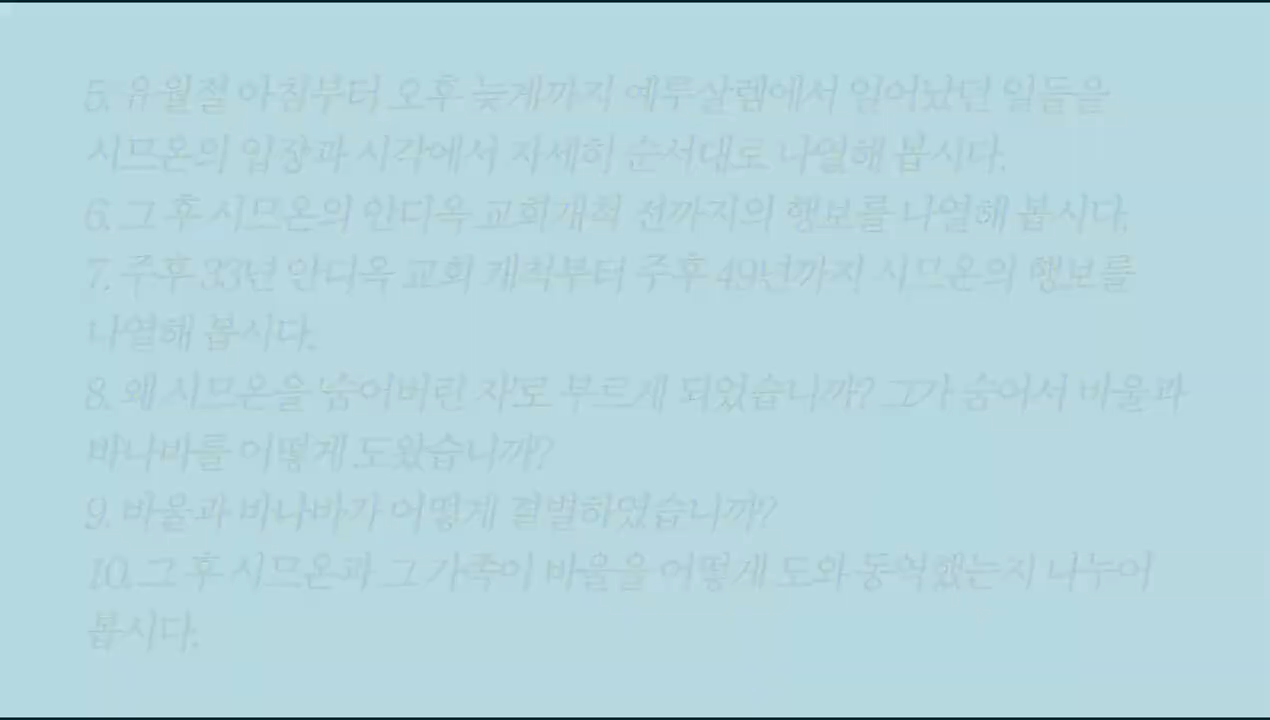 5. 유월절 아침부터 오후 늦게까지 예루살렘에서 일어났던 일들을
시므온의 입장과 시각에서 자세히 순서대로 나열해 봅시다.
6. 그 후 시므온의 안디옥 교회개척 전까지의 행보를 나열해 봅시다.
7. 주후 33년 안디옥 교회 개척부터 주후 49년까지 시므온의 행보를
나열해 봅시다.
8. 왜 시므온을 '숨어버린 자'로 부르게 되었습니까? 그가 숨어서 바울과
바나바를 어떻게 도왔습니까?
9. 바울과 바나바가 어떻게 결별하였습니까?
10. 그 후 시므온과 그 가족이 바울을 어떻게 도와 동역했는지 나누어
봅시다.